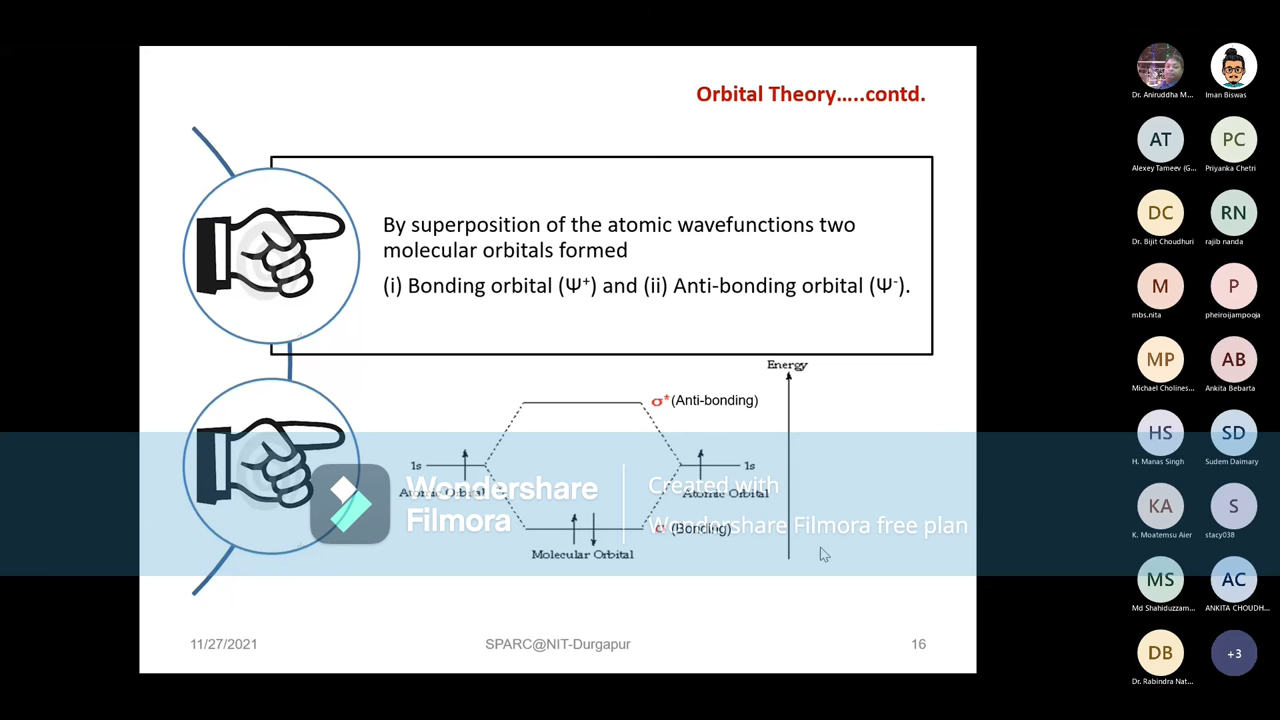 Orbital Theory…..contd.
By superposition of the atomic wavefunctions two
molecular orbitals formed
(i) Bonding orbital (Ψ⁺) and (ii) Anti-bonding orbital (Ψ⁻).
Energy
σ* (Anti-bonding)
1s
1s
Atomic Orbital
Atomic Orbital
σ (Bonding)
Molecular Orbital
Wondershare
Filmora
Created with
Wondershare Filmora free plan
11/27/2021
SPARC@NIT-Durgapur
16
Dr. Aniruddha M...
Iman Biswas
AT
Alexey Tameev (G...
PC
Priyanka Chetri
DC
Dr. Bijit Choudhuri
RN
rajib nanda
M
mbs.nita
P
pheiroijampooja
MP
Michael Cholines...
AB
Ankita Bebarta
HS
H. Manas Singh
SD
Sudem Daimary
KA
K. Moatemsu Aier
S
stacy038
MS
Md Shahiduzzam...
AC
ANKITA CHOUDH...
DB
Dr. Rabindra Nat...
+3